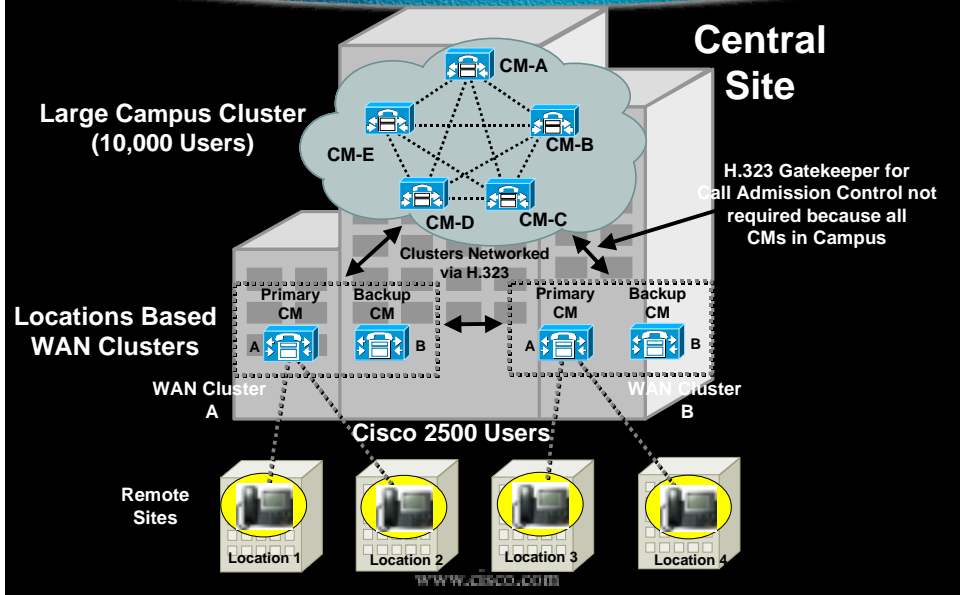 Central
Site
Large Campus Cluster
(10,000 Users)
CM-A
CM-E
CM-B
CM-D
CM-C
H.323 Gatekeeper for
Call Admission Control not
required because all
CMs in Campus
Clusters Networked
via H.323
Locations Based
WAN Clusters
Primary
CM
Backup
CM
A
B
Primary
CM
Backup
CM
A
B
WAN Cluster
A
WAN Cluster
B
Cisco 2500 Users
Remote
Sites
Location 1
Location 2
Location 3
Location 4
www.cisco.com